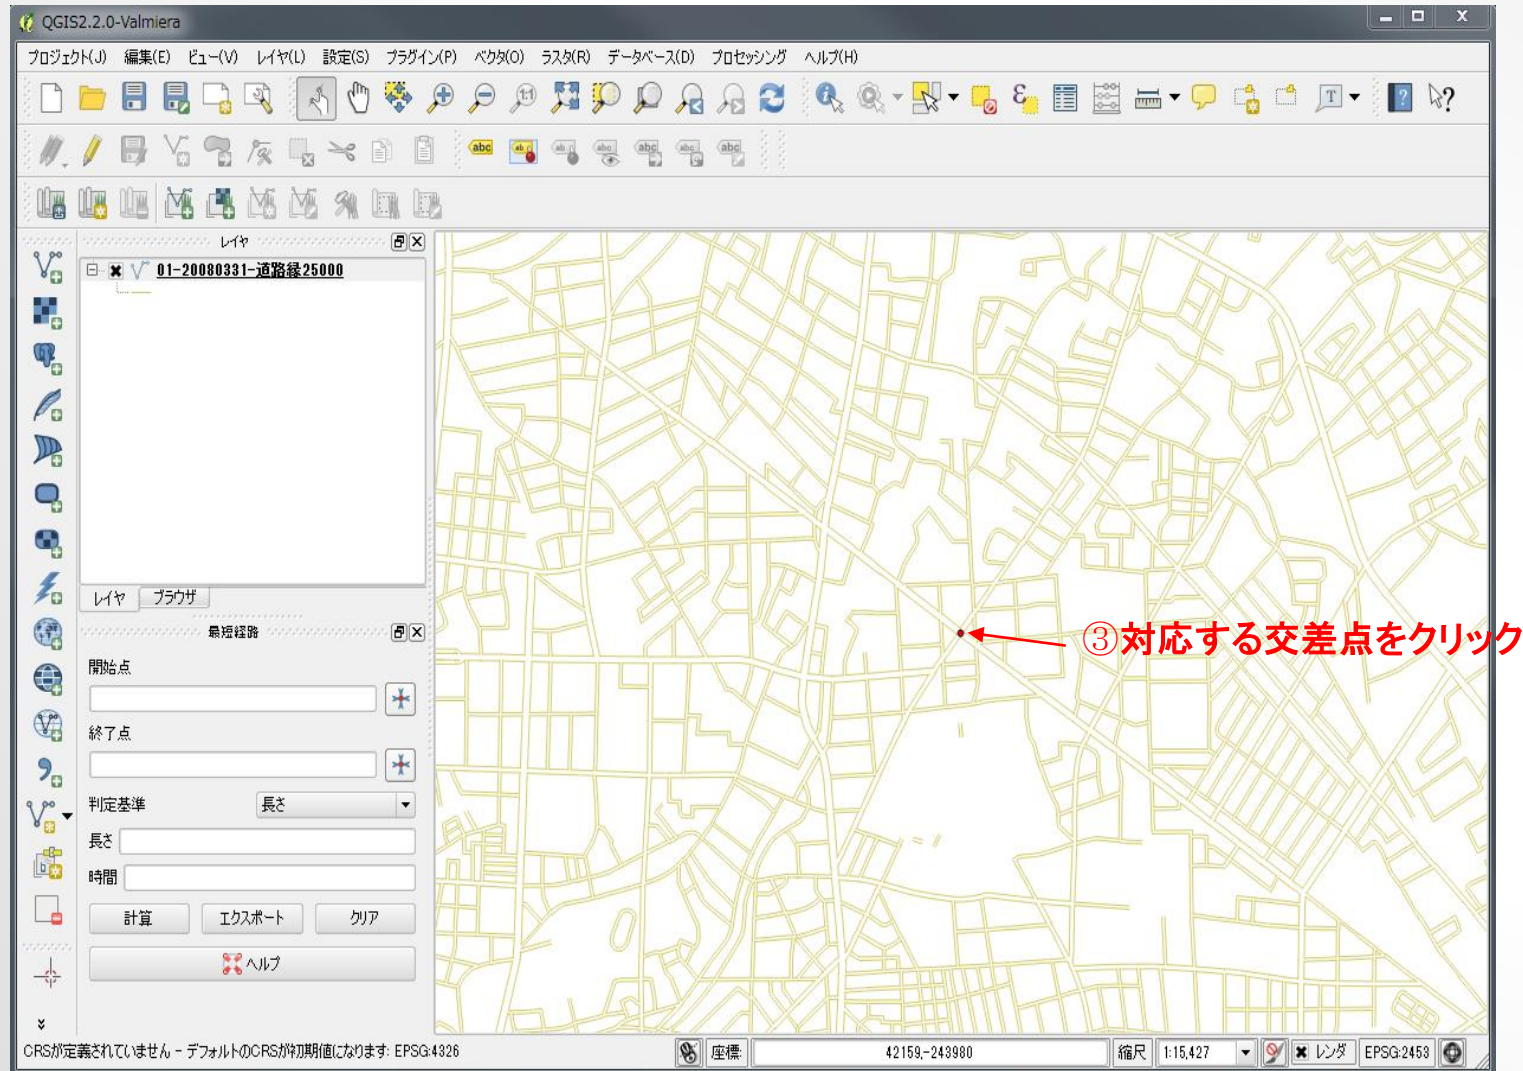 QGIS2.2.0-Valmiera
プロジェクト(J) 編集(E) ビュー(V) レイヤ(L) 設定(S) プラグイン(P) ベクタ(O) ラスタ(R) データベース(D) プロセッシング ヘルプ(H)
レイヤ
01-20080331-道路縁25000
レイヤ ブラウザ
最短経路
開始点
終了点
判定基準 長さ
長さ
時間
計算 エクスポート クリア
ヘルプ
③対応する交差点をクリック
CRSが定義されていません - デフォルトのCRSが初期値になります: EPSG:4326
座標: 42159,-243980 縮尺 1:15,427 レンダ EPSG:2453